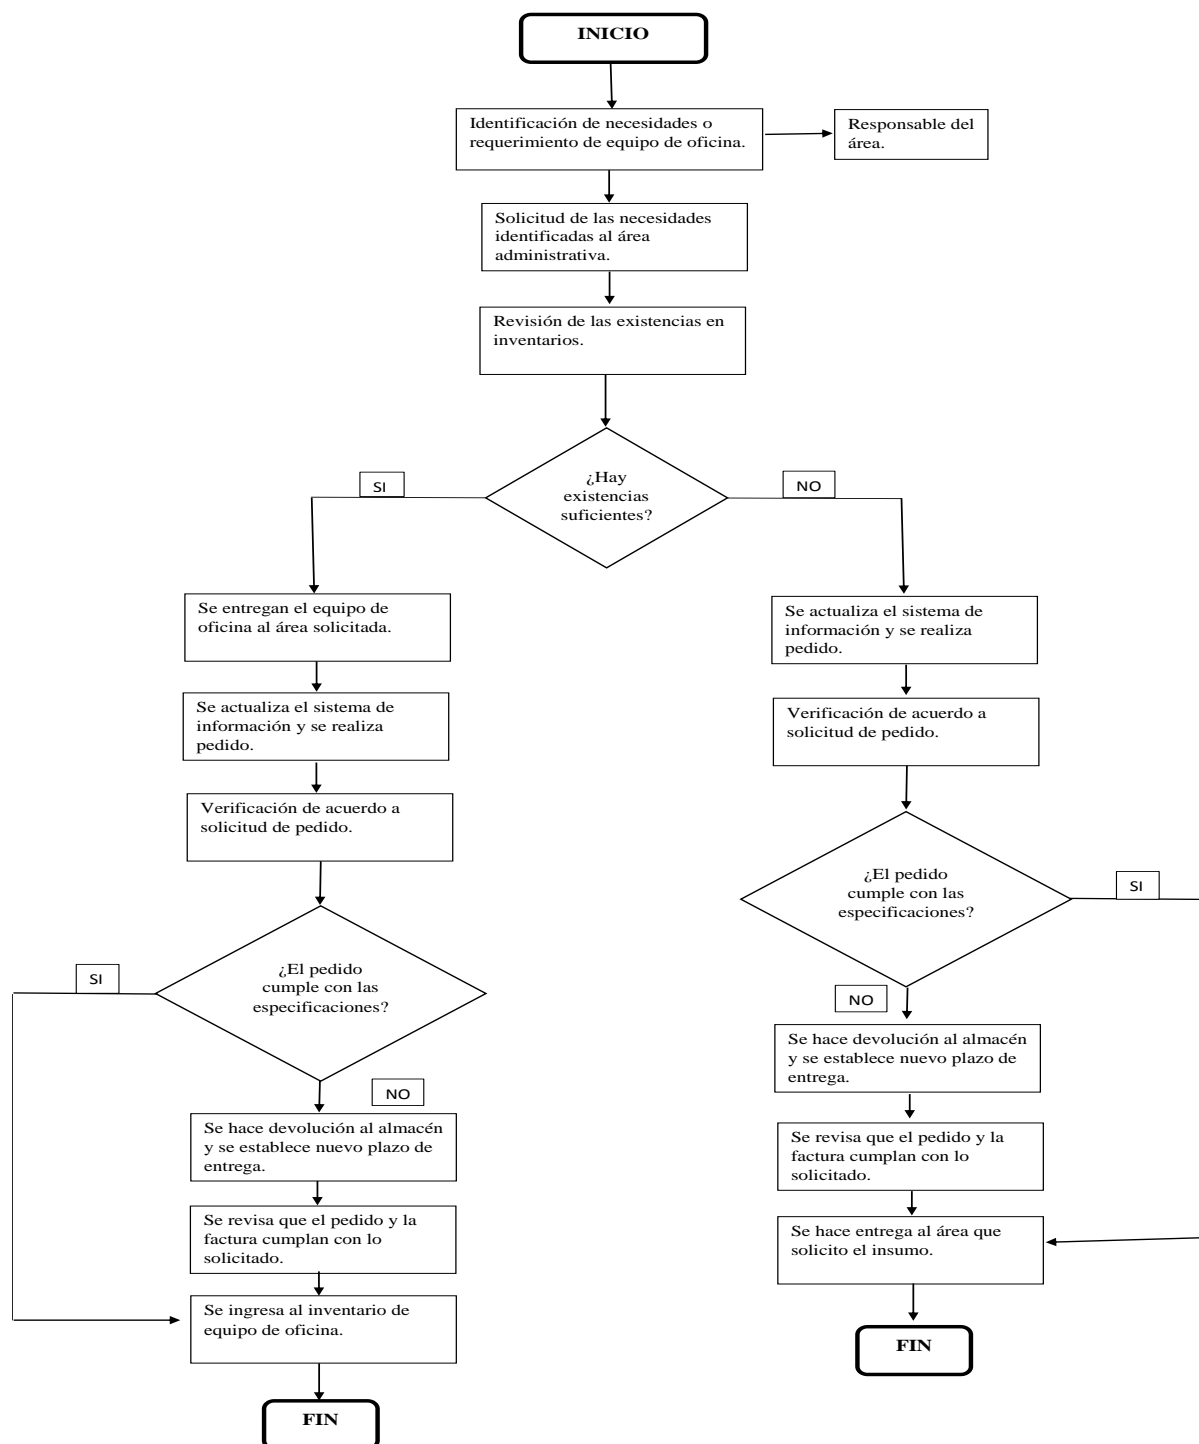 INICIO
Identificación de necesidades o
requerimiento de equipo de oficina.
Responsable del
área.
Solicitud de las necesidades
identificadas al área
administrativa.
Revisión de las existencias en
inventarios.
¿Hay
existencias
suficientes?
SI
NO
Se entregan el equipo de
oficina al área solicitada.
Se actualiza el sistema de
información y se realiza
pedido.
Verificación de acuerdo a
solicitud de pedido.
¿El pedido
cumple con las
especificaciones?
SI
NO
Se hace devolución al almacén
y se establece nuevo plazo de
entrega.
Se revisa que el pedido y la
factura cumplan con lo
solicitado.
Se ingresa al inventario de
equipo de oficina.
FIN
Se actualiza el sistema de
información y se realiza
pedido.
Verificación de acuerdo a
solicitud de pedido.
¿El pedido
cumple con las
especificaciones?
SI
NO
Se hace devolución al almacén
y se establece nuevo plazo de
entrega.
Se revisa que el pedido y la
factura cumplan con lo
solicitado.
Se hace entrega al área que
solicito el insumo.
FIN